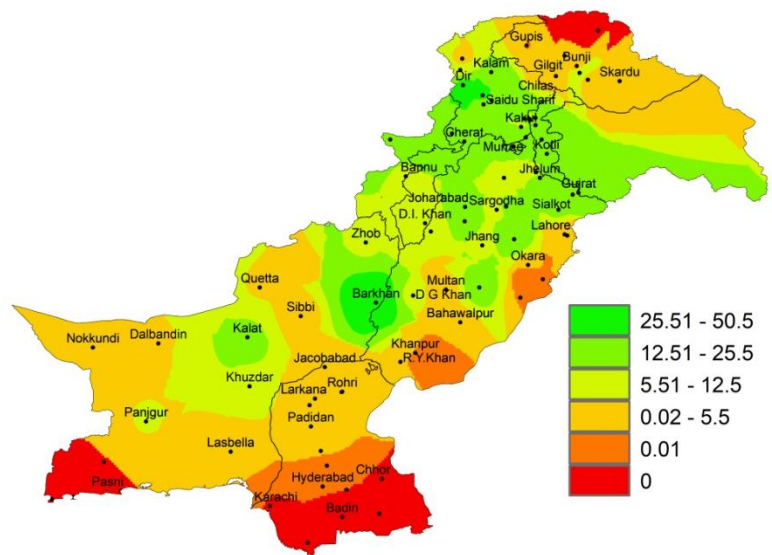 Gupis
Kalam
Gilgit
Bunji
Dir
Skardu
Chilas
Saidu Sharif
Kakul
Cherat
Murree
Kotli
Bannu
Jhelum
Gujrat
Joharabad
Sargodha
Sialkot
D.I. Khan
Zhob
Jhang
Lahore
Okara
Quetta
Multan
Barkhan
D G Khan
Sibbi
Bahawalpur
Kalat
Nokkundi
Dalbandin
Khanpur
Jacobabad
R.Y.Khan
Khuzdar
Rohri
Larkana
Panjgur
Padidan
Lasbella
Pasni
Hyderabad
Chhor
Karachi
Badin
25.51 - 50.5
12.51 - 25.5
5.51 - 12.5
0.02 - 5.5
0.01
0